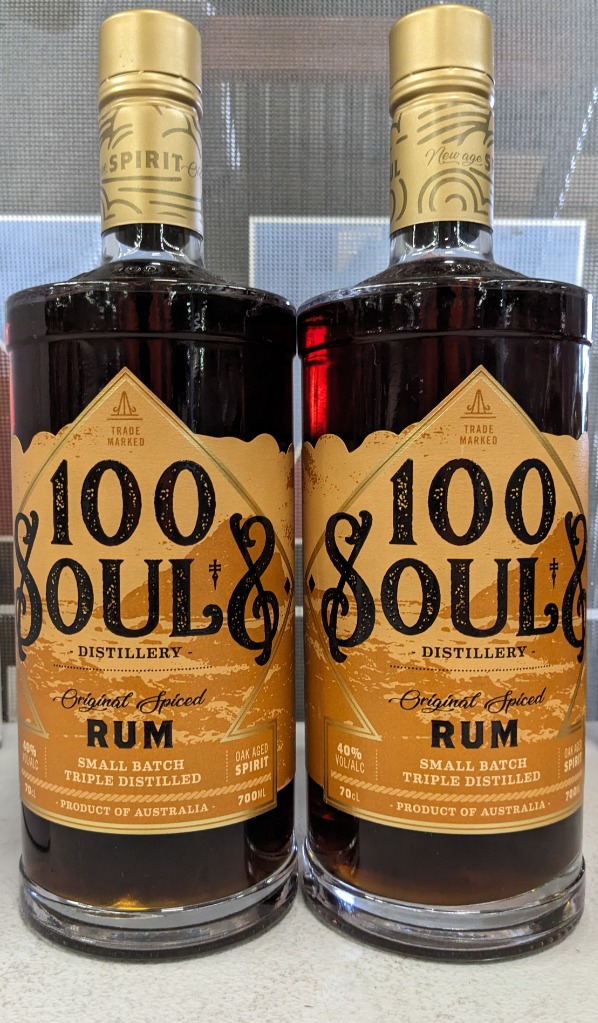 SPIRIT
TRADE
MARKED
100
SOULS
DISTILLERY
Original Spiced
RUM
40%
VOL/ALC
SMALL BATCH
TRIPLE DISTILLED
OAK AGED
SPIRIT
70cl
700ML
- PRODUCT OF AUSTRALIA -
New age
TRADE
MARKED
100
SOULS
DISTILLERY
Original Spiced
RUM
40%
VOL/ALC
SMALL BATCH
TRIPLE DISTILLED
OAK AGED
SPIRIT
70cL
- PRODUCT OF AUSTRALIA -